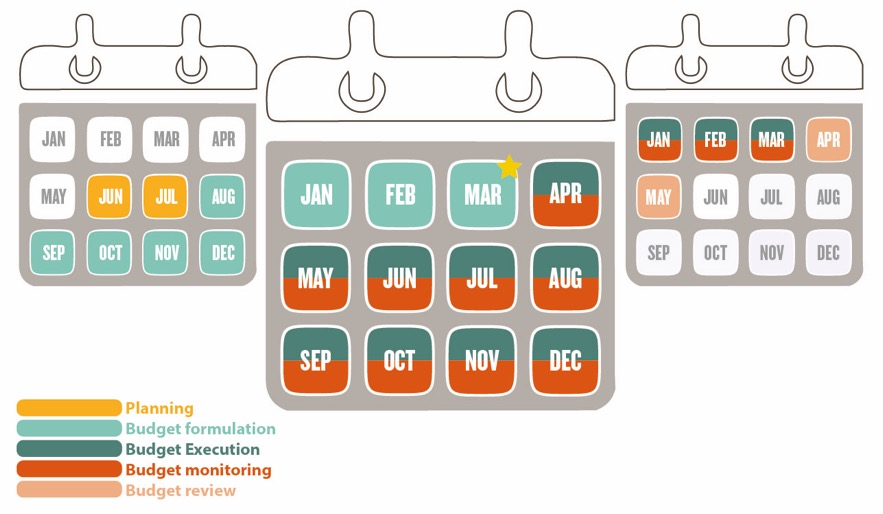 JAN FEB MAR APR
MAY JUN JUL AUG
SEP OCT NOV DEC
JAN FEB MAR APR
MAY JUN JUL AUG
SEP OCT NOV DEC
JAN FEB MAR APR
MAY JUN JUL AUG
SEP OCT NOV DEC
Planning
Budget formulation
Budget Execution
Budget monitoring
Budget review